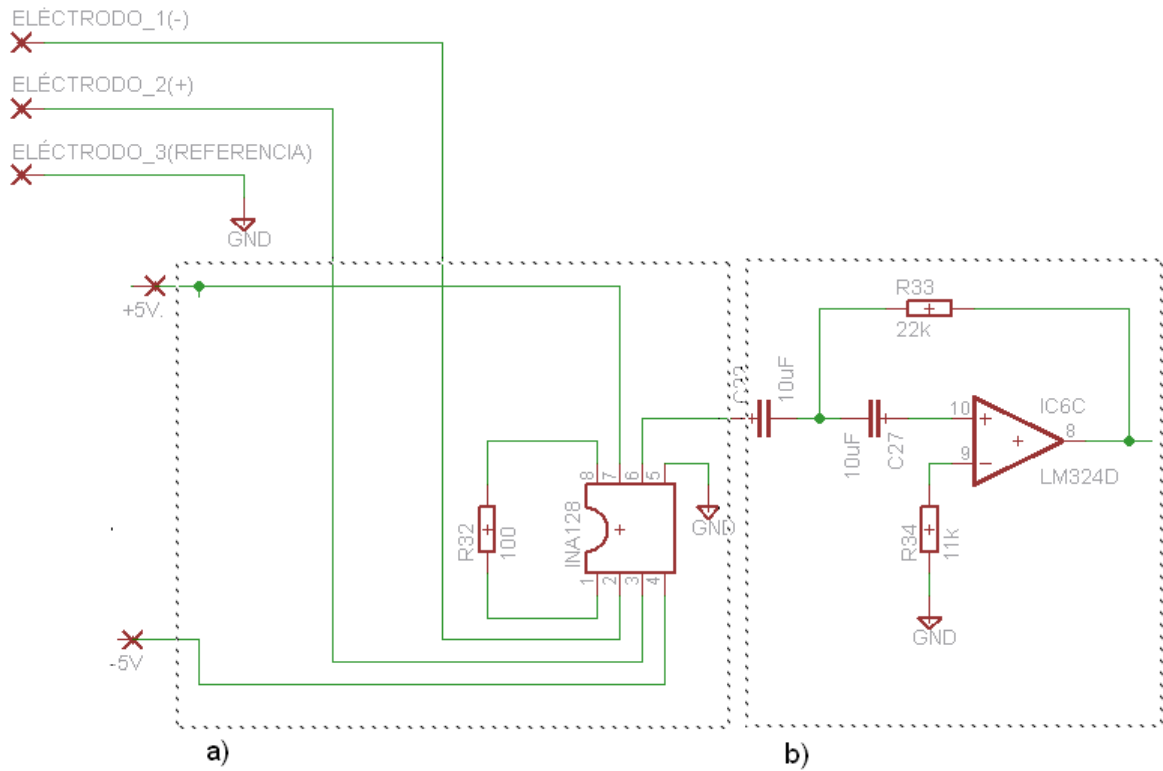 ELÉCTRODO_1(-)
ELÉCTRODO_2(+)
ELÉCTRODO_3(REFERENCIA)
GND
+5V.
R33
22k
10uF
10
IC6C
8
9
LM324D
10uF
C27
R34
11k
GND
R32
100
INA128
8
7
6
5
1
2
3
4
GND
-5V
a)
b)